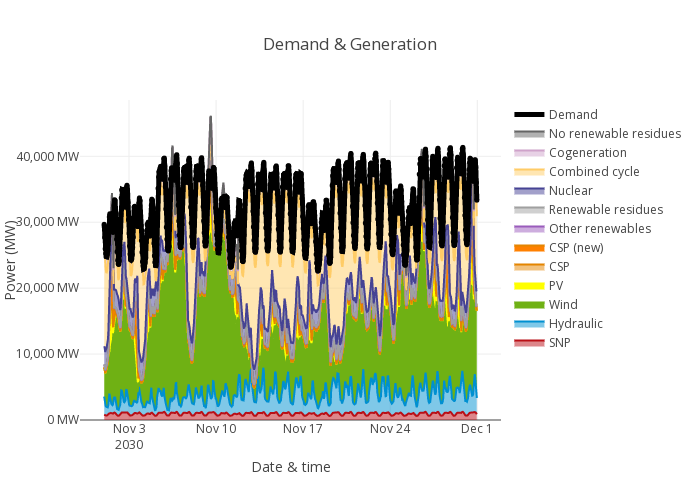 Demand & Generation
Power (MW)
40,000 MW
30,000 MW
20,000 MW
10,000 MW
0 MW
Nov 3
2030
Nov 10
Nov 17
Nov 24
Dec 1
Date & time
Demand
No renewable residues
Cogeneration
Combined cycle
Nuclear
Renewable residues
Other renewables
CSP (new)
CSP
PV
Wind
Hydraulic
SNP